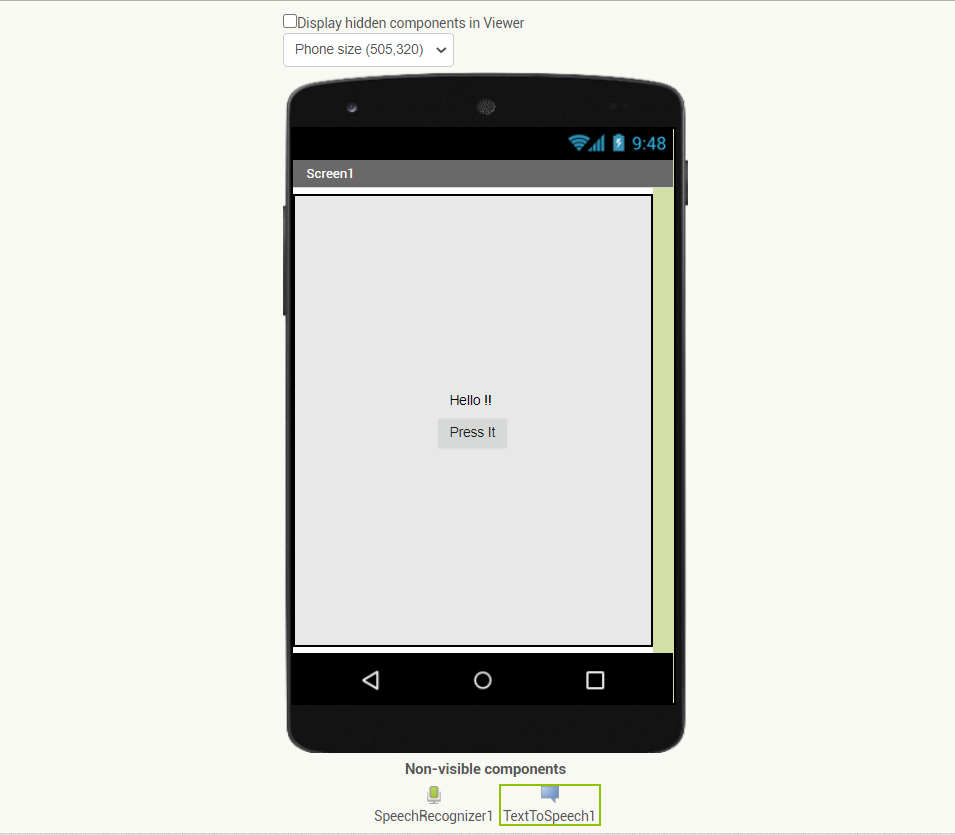 Display hidden components in Viewer
Phone size (505,320)
9:48
Screen1
Hello !!
Press It
Non-visible components
SpeechRecognizer1
TextToSpeech1